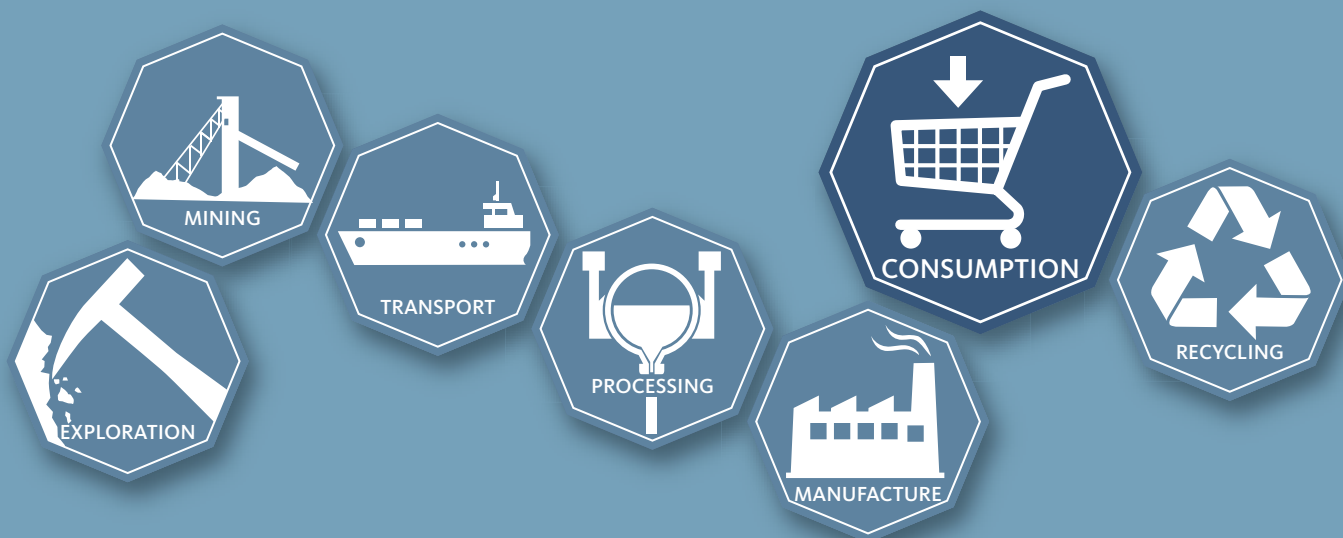 EXPLORATION
MINING
TRANSPORT
PROCESSING
MANUFACTURE
CONSUMPTION
RECYCLING